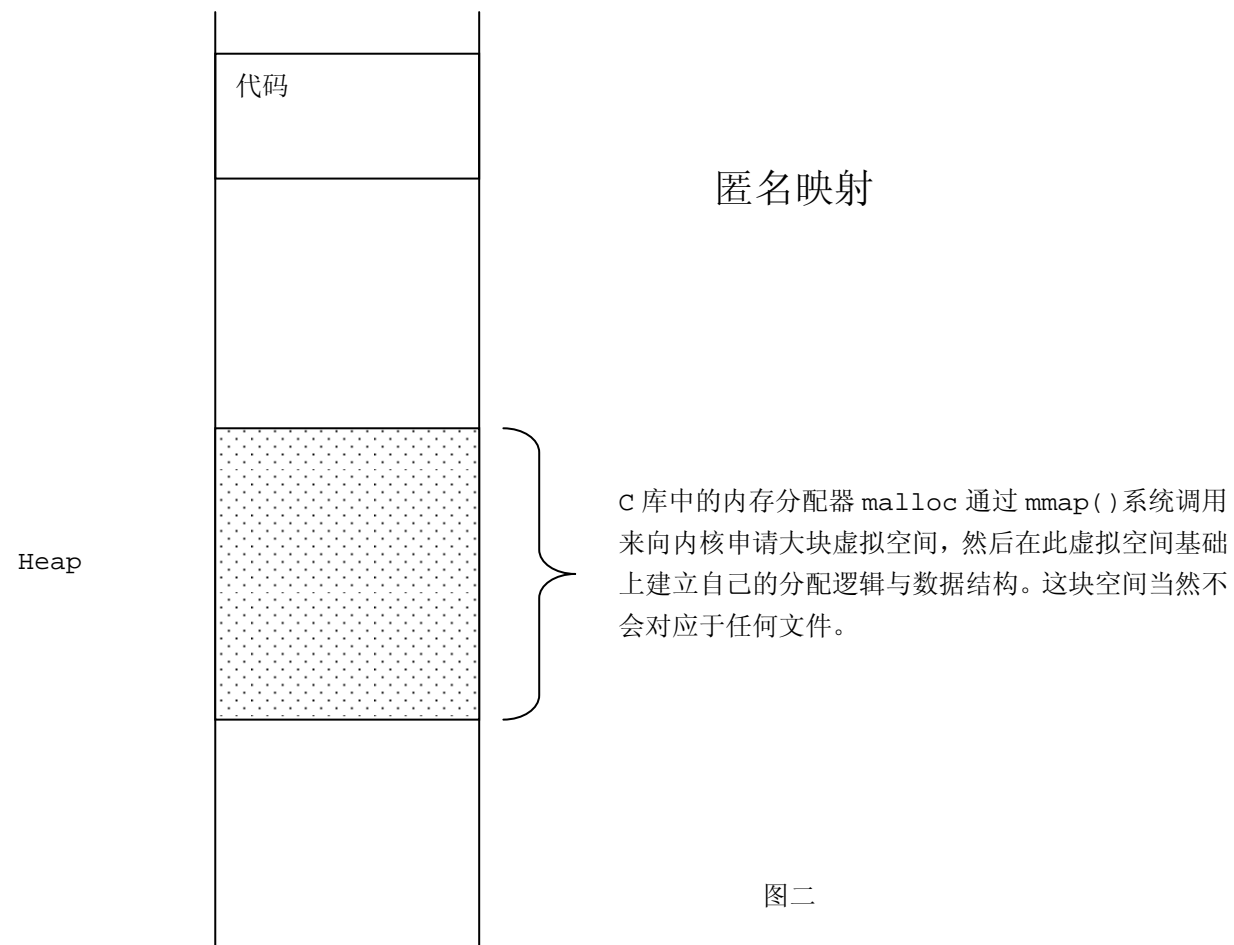 代码
匿名映射
C 库中的内存分配器 malloc 通过 mmap()系统调用
来向内核申请大块虚拟空间，然后在此虚拟空间基础
上建立自己的分配逻辑与数据结构。这块空间当然不
会对应于任何文件。
Heap
图二